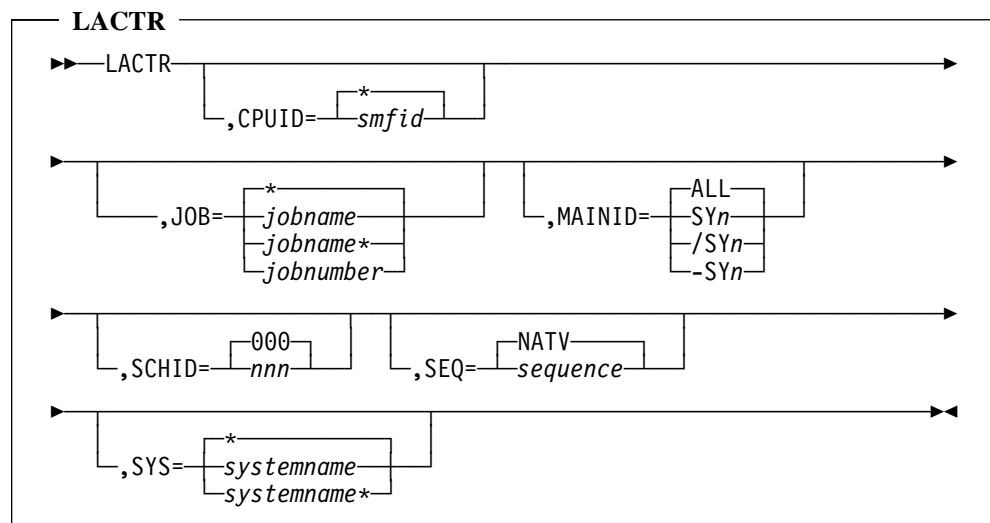 LACTR
LACTR
*
,CPUID= smfid
* ALL
,JOB= jobname ,MAINID= SYn
jobname* /SYn
jobnumber -SYn
000 NATV
,SCHID= nnn ,SEQ= sequence
*
,SYS= systemname
systemname*